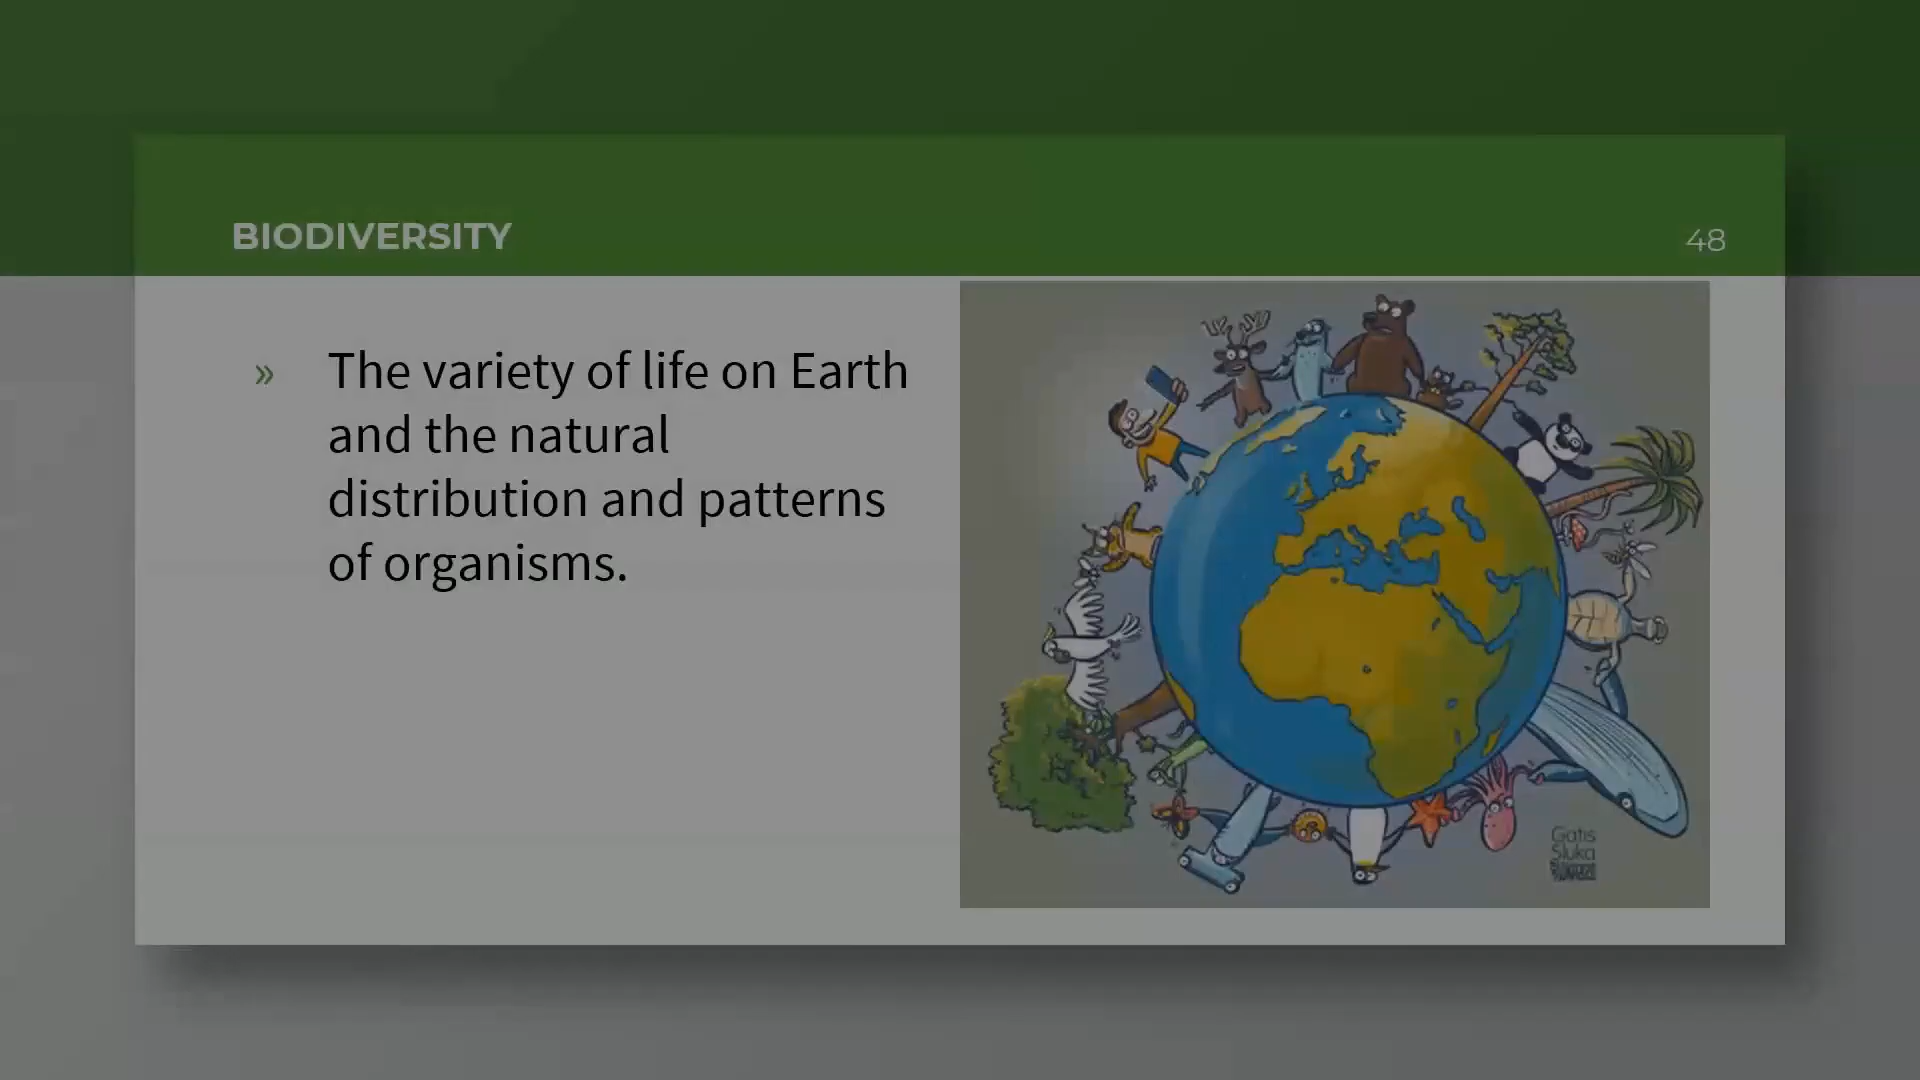 BIODIVERSITY
48
» The variety of life on Earth
and the natural
distribution and patterns
of organisms.
Gatis
Sluka